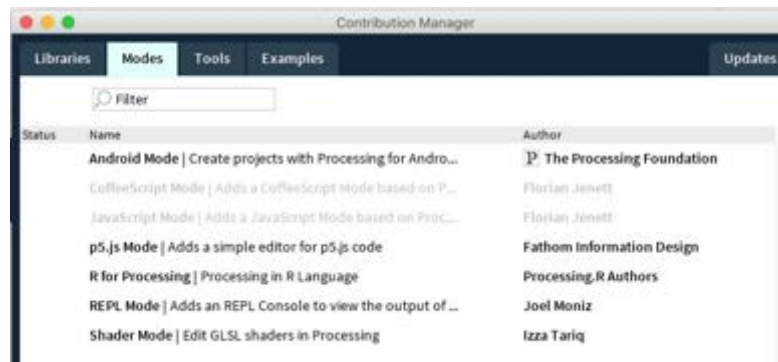 Contribution Manager
Libraries Modes Tools Examples Updates
Filter
Status Name Author
Android Mode | Create projects with Processing for Andro... The Processing Foundation
CoffeeScript Mode | Adds a CoffeeScript Mode based on P... Florian Jenett
JavaScript Mode | Adds a JavaScript Mode based on Proc... Florian Jenett
p5.js Mode | Adds a simple editor for p5.js code Fathom Information Design
R for Processing | Processing in R Language Processing.R Authors
REPL Mode | Adds an REPL Console to view the output of ... Joel Moniz
Shader Mode | Edit GLSL shaders in Processing Izza Tariq